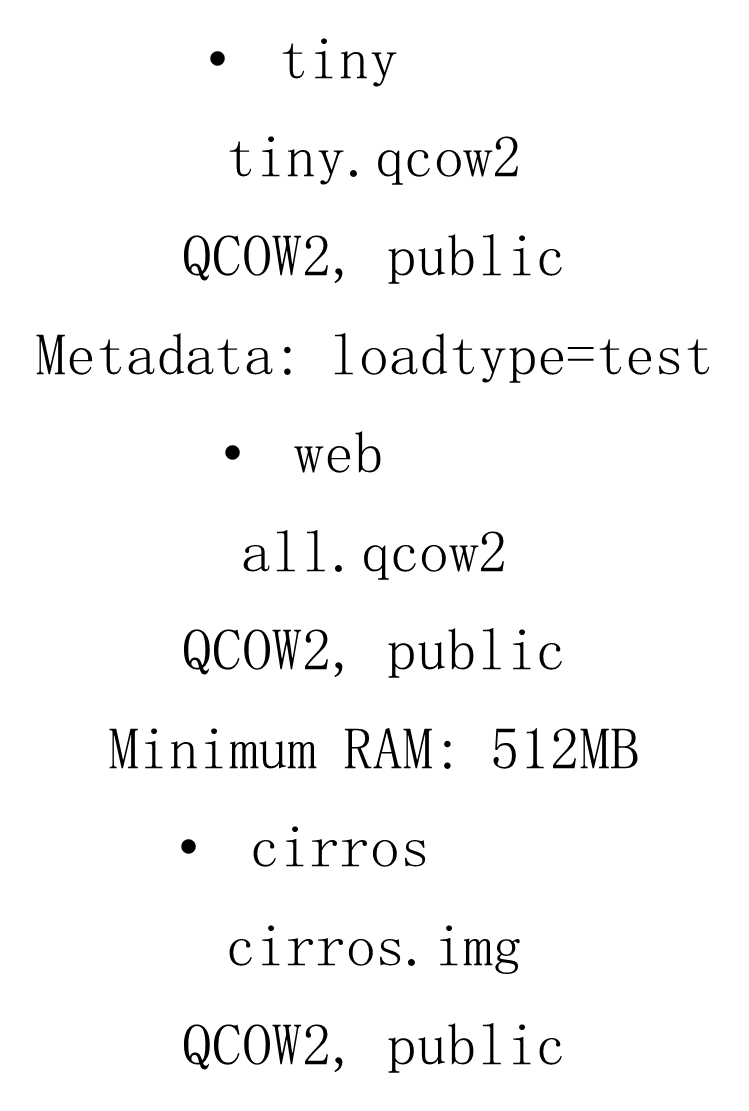 • tiny
tiny.qcow2
QCOW2, public
Metadata: loadtype=test
• web
all.qcow2
QCOW2, public
Minimum RAM: 512MB
• cirros
cirros.img
QCOW2, public